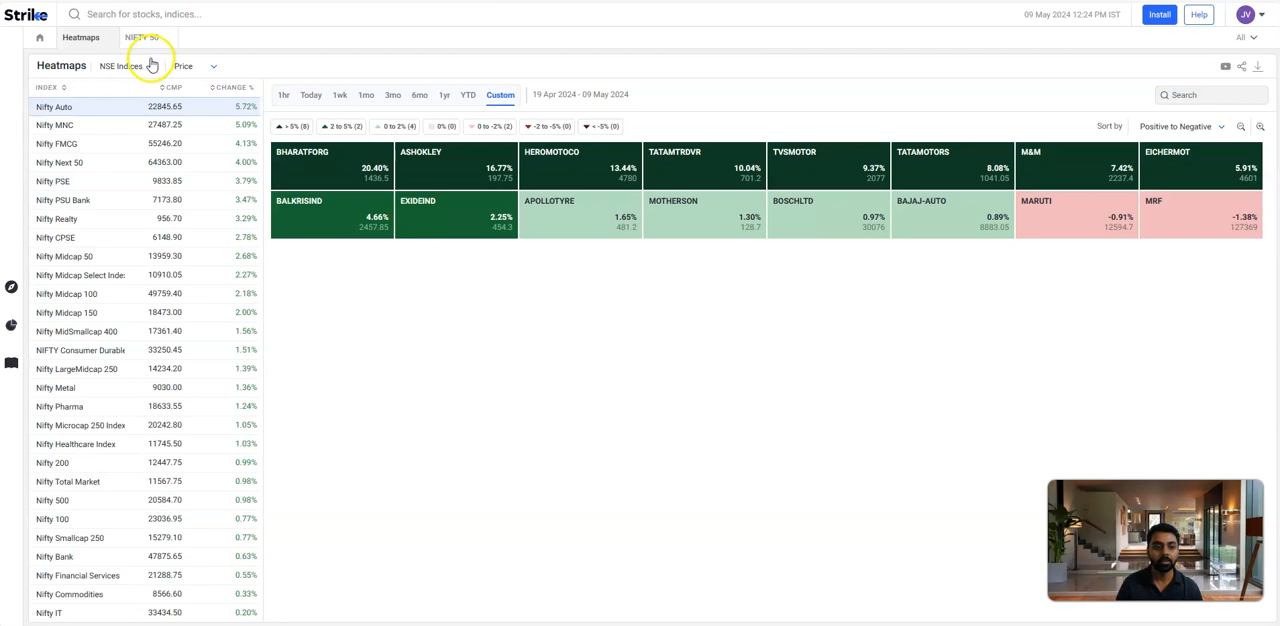 Strike Search for stocks, indices... 09 May 2024 12:24 PM IST Install Help JV
Heatmaps NIFTY 50 All
Heatmaps NSE Indices Price
INDEX CMP CHANGE %
1hr Today 1wk 1mo 3mo 6mo 1yr YTD Custom 19 Apr 2024 - 09 May 2024 Search
> 5% (8) 2 to 5% (2) 0 to 2% (4) 0% (0) 0 to -2% (2) -2 to -5% (0) < -5% (0) Sort by Positive to Negative
BHARATFORG ASHOKLEY HEROMOTOCO TATAMTRDVR TVSMOTOR TATAMOTORS M&M EICHERMOT
20.40% 16.77% 13.44% 10.04% 9.37% 8.08% 7.42% 5.91%
1436.5 197.75 4780 701.2 2077 1041.05 2237.4 4601
BALKRISIND EXIDEIND APOLLOTYRE MOTHERSON BOSCHLTD BAJAJ-AUTO MARUTI MRF
4.66% 2.25% 1.65% 1.30% 0.97% 0.89% -0.91% -1.38%
2457.85 454.3 481.2 128.7 30076 8883.05 12594.7 127369
Nifty Auto 22845.65 5.72%
Nifty MNC 27487.25 5.09%
Nifty FMCG 55246.20 4.13%
Nifty Next 50 64363.00 4.00%
Nifty PSE 9833.85 3.79%
Nifty PSU Bank 7173.80 3.47%
Nifty Realty 956.70 3.29%
Nifty CPSE 6148.90 2.78%
Nifty Midcap 50 13959.30 2.68%
Nifty Midcap Select Inde: 10910.05 2.27%
Nifty Midcap 100 49759.40 2.18%
Nifty Midcap 150 18473.00 2.00%
Nifty MidSmallcap 400 17361.40 1.56%
NIFTY Consumer Durable 33250.45 1.51%
Nifty LargeMidcap 250 14234.20 1.39%
Nifty Metal 9030.00 1.36%
Nifty Pharma 18633.55 1.24%
Nifty Microcap 250 Index 20242.80 1.05%
Nifty Healthcare Index 11745.50 1.03%
Nifty 200 12447.75 0.99%
Nifty Total Market 11567.75 0.98%
Nifty 500 20584.70 0.98%
Nifty 100 23036.95 0.77%
Nifty Smallcap 250 15279.10 0.77%
Nifty Bank 47875.65 0.63%
Nifty Financial Services 21288.75 0.55%
Nifty Commodities 8566.60 0.33%
Nifty IT 33434.50 0.20%